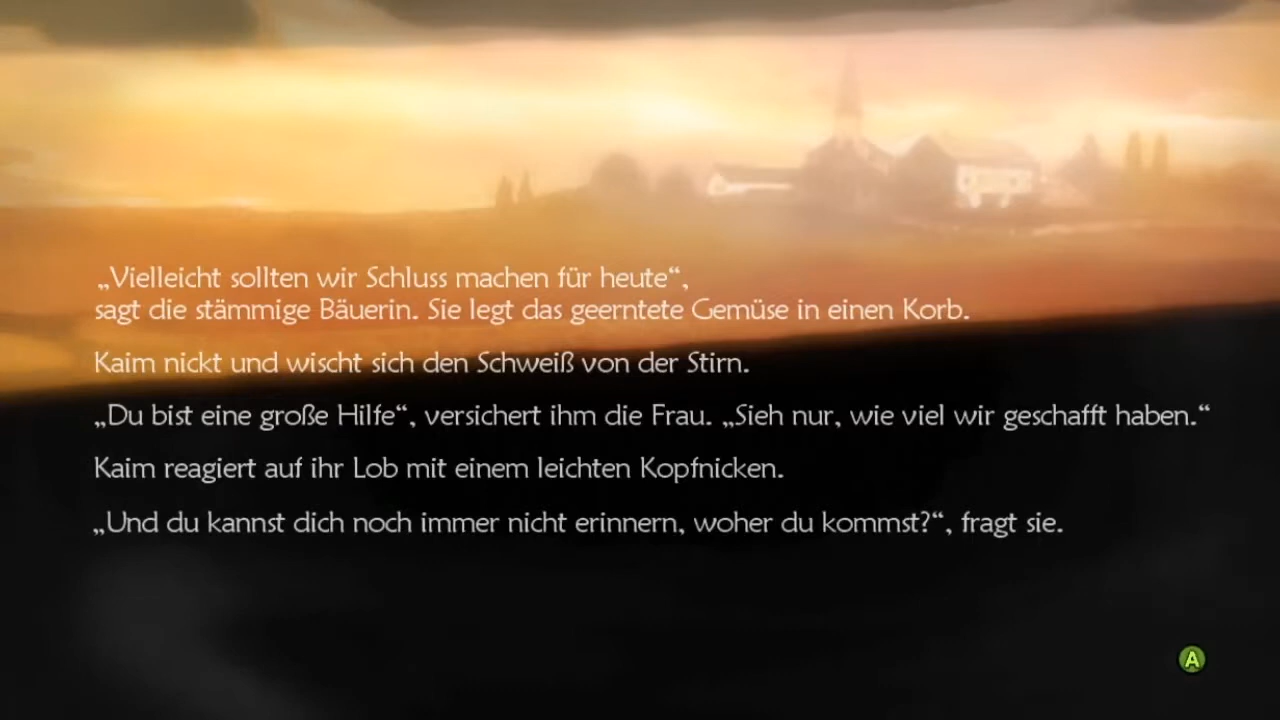 „Vielleicht sollten wir Schluss machen für heute“,
sagt die stämmige Bäuerin. Sie legt das geerntete Gemüse in einen Korb.
Kaim nickt und wischt sich den Schweiß von der Stirn.
„Du bist eine große Hilfe“, versichert ihm die Frau. „Sieh nur, wie viel wir geschafft haben.“
Kaim reagiert auf ihr Lob mit einem leichten Kopfnicken.
„Und du kannst dich noch immer nicht erinnern, woher du kommst?“, fragt sie.
A